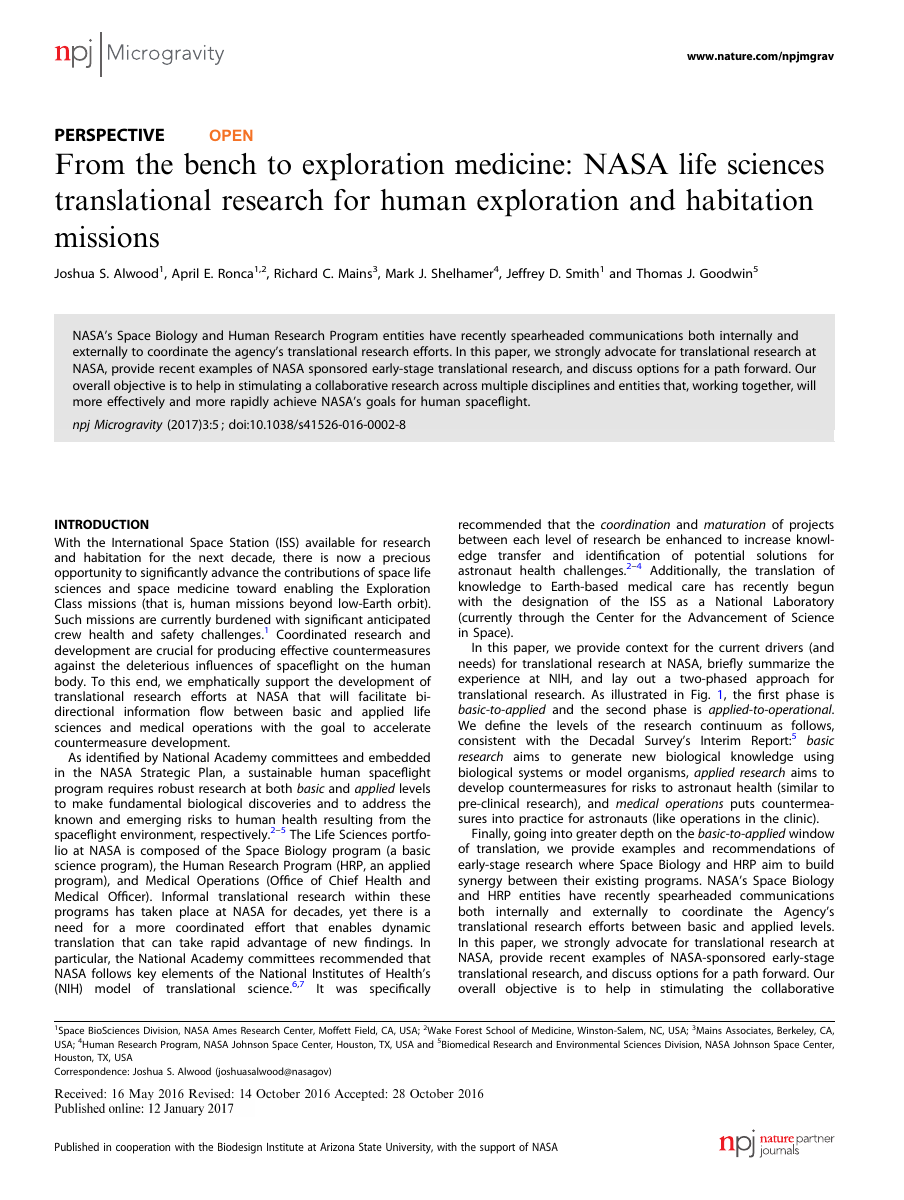 npj Microgravity
www.nature.com/npjmgrav
PERSPECTIVE OPEN
From the bench to exploration medicine: NASA life sciences
translational research for human exploration and habitation
missions
Joshua S. Alwood1, April E. Ronca1,2, Richard C. Mains3, Mark J. Shelhamer4, Jeffrey D. Smith1 and Thomas J. Goodwin5
NASA's Space Biology and Human Research Program entities have recently spearheaded communications both internally and
externally to coordinate the agency's translational research efforts. In this paper, we strongly advocate for translational research at
NASA, provide recent examples of NASA sponsored early-stage translational research, and discuss options for a path forward. Our
overall objective is to help in stimulating a collaborative research across multiple disciplines and entities that, working together, will
more effectively and more rapidly achieve NASA's goals for human spaceflight.
npj Microgravity (2017)3:5 ; doi:10.1038/s41526-016-0002-8
INTRODUCTION
With the International Space Station (ISS) available for research
and habitation for the next decade, there is now a precious
opportunity to significantly advance the contributions of space life
sciences and space medicine toward enabling the Exploration
Class missions (that is, human missions beyond low-Earth orbit).
Such missions are currently burdened with significant anticipated
crew health and safety challenges.1 Coordinated research and
development are crucial for producing effective countermeasures
against the deleterious influences of spaceflight on the human
body. To this end, we emphatically support the development of
translational research efforts at NASA that will facilitate bi-
directional information flow between basic and applied life
sciences and medical operations with the goal to accelerate
countermeasure development.
As identified by National Academy committees and embedded
in the NASA Strategic Plan, a sustainable human spaceflight
program requires robust research at both basic and applied levels
to make fundamental biological discoveries and to address the
known and emerging risks to human health resulting from the
spaceflight environment, respectively.2–5 The Life Sciences portfo-
lio at NASA is composed of the Space Biology program (a basic
science program), the Human Research Program (HRP, an applied
program), and Medical Operations (Office of Chief Health and
Medical Officer). Informal translational research within these
programs has taken place at NASA for decades, yet there is a
need for a more coordinated effort that enables dynamic
translation that can take rapid advantage of new findings. In
particular, the National Academy committees recommended that
NASA follows key elements of the National Institutes of Health's
(NIH) model of translational science.6,7 It was specifically
recommended that the coordination and maturation of projects
between each level of research be enhanced to increase knowl-
edge transfer and identification of potential solutions for
astronaut health challenges.2–4 Additionally, the translation of
knowledge to Earth-based medical care has recently begun
with the designation of the ISS as a National Laboratory
(currently through the Center for the Advancement of Science
in Space).
In this paper, we provide context for the current drivers (and
needs) for translational research at NASA, briefly summarize the
experience at NIH, and lay out a two-phased approach for
translational research. As illustrated in Fig. 1, the first phase is
basic-to-applied and the second phase is applied-to-operational.
We define the levels of the research continuum as follows,
consistent with the Decadal Survey's Interim Report:5 basic
research aims to generate new biological knowledge using
biological systems or model organisms, applied research aims to
develop countermeasures for risks to astronaut health (similar to
pre-clinical research), and medical operations puts countermea-
sures into practice for astronauts (like operations in the clinic).
Finally, going into greater depth on the basic-to-applied window
of translation, we provide examples and recommendations of
early-stage research where Space Biology and HRP aim to build
synergy between their existing programs. NASA's Space Biology
and HRP entities have recently spearheaded communications
both internally and externally to coordinate the Agency's
translational research efforts between basic and applied levels.
In this paper, we strongly advocate for translational research at
NASA, provide recent examples of NASA-sponsored early-stage
translational research, and discuss options for a path forward. Our
overall objective is to help in stimulating the collaborative
1Space BioSciences Division, NASA Ames Research Center, Moffett Field, CA, USA; 2Wake Forest School of Medicine, Winston-Salem, NC, USA; 3Mains Associates, Berkeley, CA,
USA; 4Human Research Program, NASA Johnson Space Center, Houston, TX, USA and 5Biomedical Research and Environmental Sciences Division, NASA Johnson Space Center,
Houston, TX, USA
Correspondence: Joshua S. Alwood (joshuasalwood@nasagov)
Received: 16 May 2016 Revised: 14 October 2016 Accepted: 28 October 2016
Published online: 12 January 2017
Published in cooperation with the Biodesign Institute at Arizona State University, with the support of NASA
npj nature partner
journals